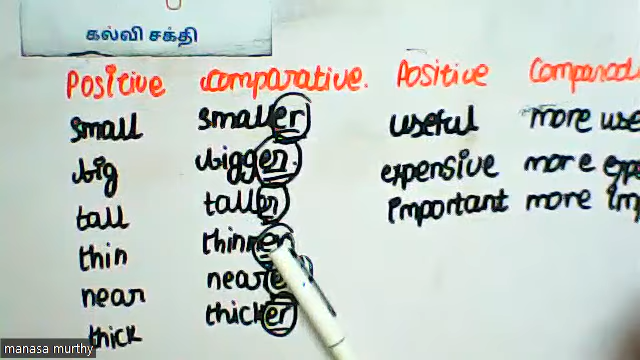 கல்வி சக்தி
Positive comparative. Positive
small smaller useful more
big bigger. expensive more
tall taller important more
thin thinner
near nearer
thick thicker
manasa murthy